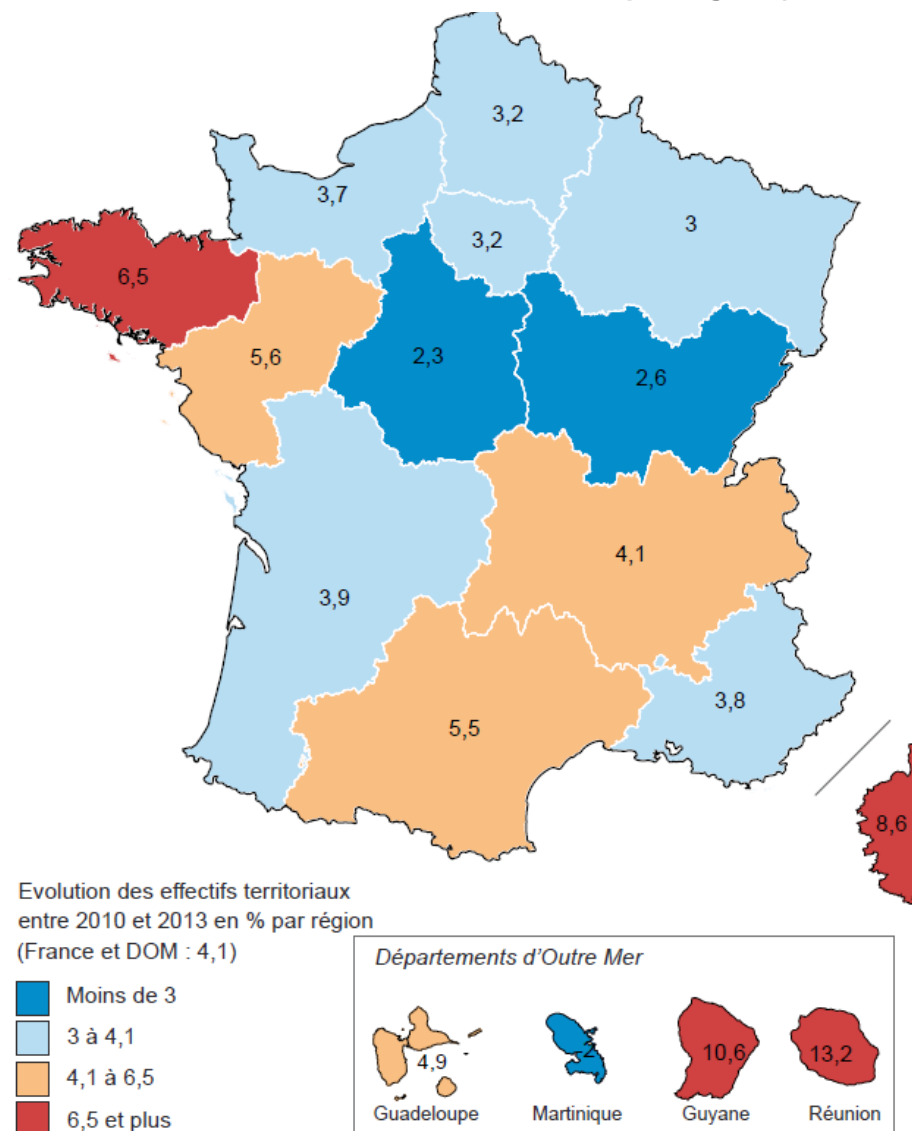 3,2
3,7
3,2
3
6,5
5,6
2,3
2,6
4,1
3,9
3,8
5,5
8,6
Evolution des effectifs territoriaux
entre 2010 et 2013 en % par région
(France et DOM : 4,1)
Moins de 3
3 à 4,1
4,1 à 6,5
6,5 et plus
Départements d'Outre Mer
4,9
-2
10,6
13,2
Guadeloupe
Martinique
Guyane
Réunion